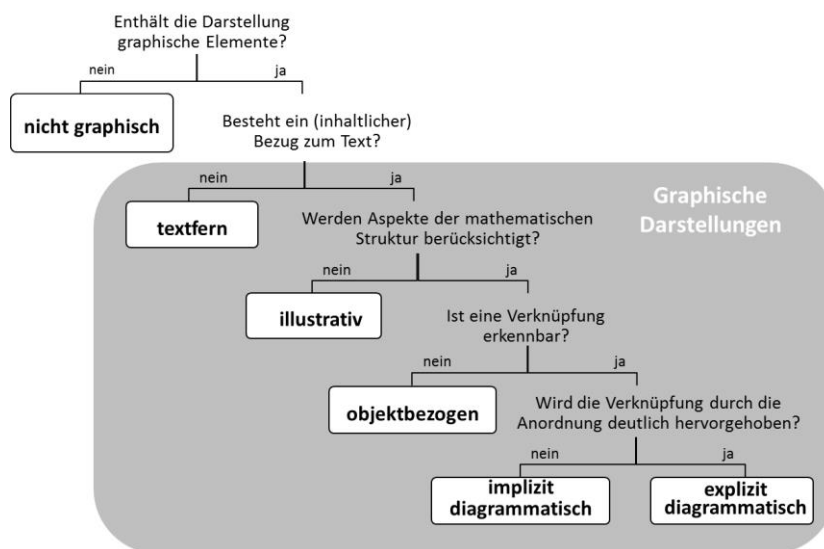 Enthält die Darstellung
graphische Elemente?
nein
ja
nicht graphisch
Besteht ein (inhaltlicher)
Bezug zum Text?
nein
ja
Graphische
Darstellungen
textfern
Werden Aspekte der mathematischen
Struktur berücksichtigt?
nein
ja
illustrativ
Ist eine Verknüpfung
erkennbar?
nein
ja
objektbezogen
Wird die Verknüpfung durch die
Anordnung deutlich hervorgehoben?
nein
ja
implizit
diagrammatisch
explizit
diagrammatisch